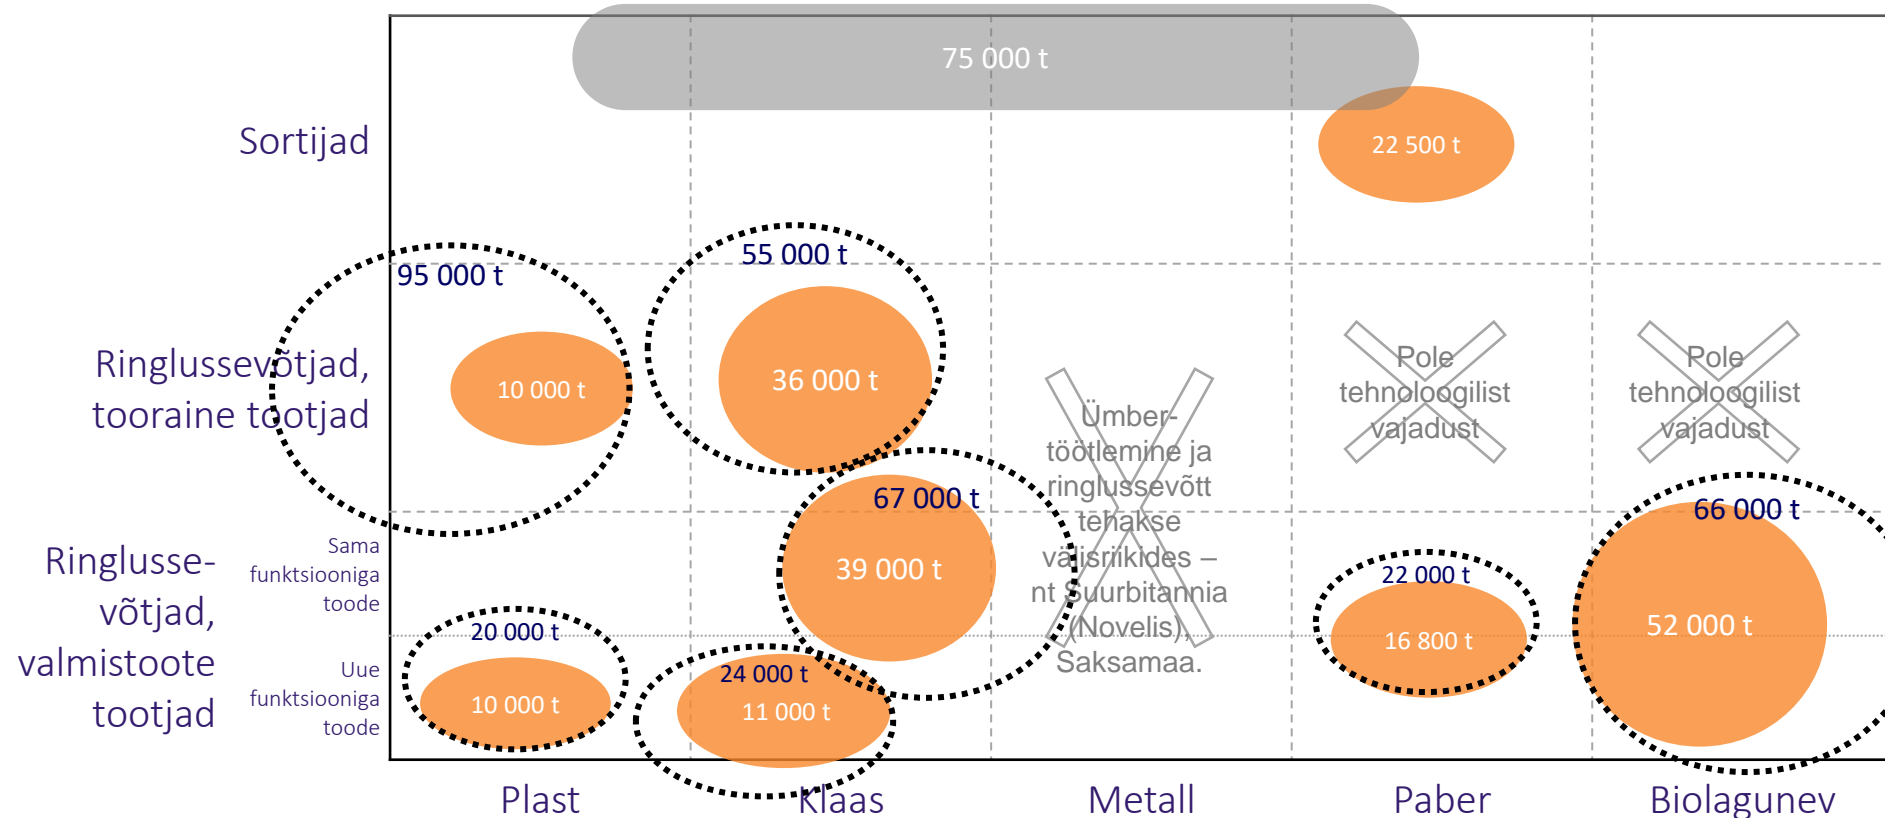 75 000 t
Sortijad
22 500 t
55 000 t
95 000 t
Ringlussevõtjad,
tooraine tootjad
10 000 t
36 000 t
Ümber-
töötlemine ja
ringlussevõtt
tehakse
välisriikides –
nt Suurbitannia
(Novelis),
Saksamaa.
Pole
tehnoloogilist
vajadust
Pole
tehnoloogilist
vajadust
Ringlusse-
võtjad,
valmistoote
tootjad
Sama
funktsiooniga
toode
67 000 t
39 000 t
22 000 t
16 800 t
66 000 t
52 000 t
Uue
funktsiooniga
toode
20 000 t
10 000 t
24 000 t
11 000 t
Plast
Klaas
Metall
Paber
Biolagunev